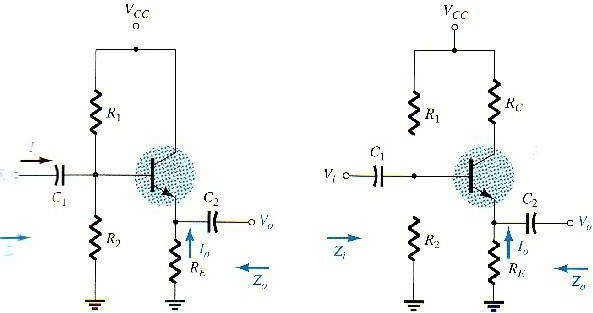 VCC
R1
I
C1
R2
C2
Vo
Io
RE
Zo
VCC
R1
RC
C1
Vi
C2
Vo
R2
Zi
Io
RE
Zo